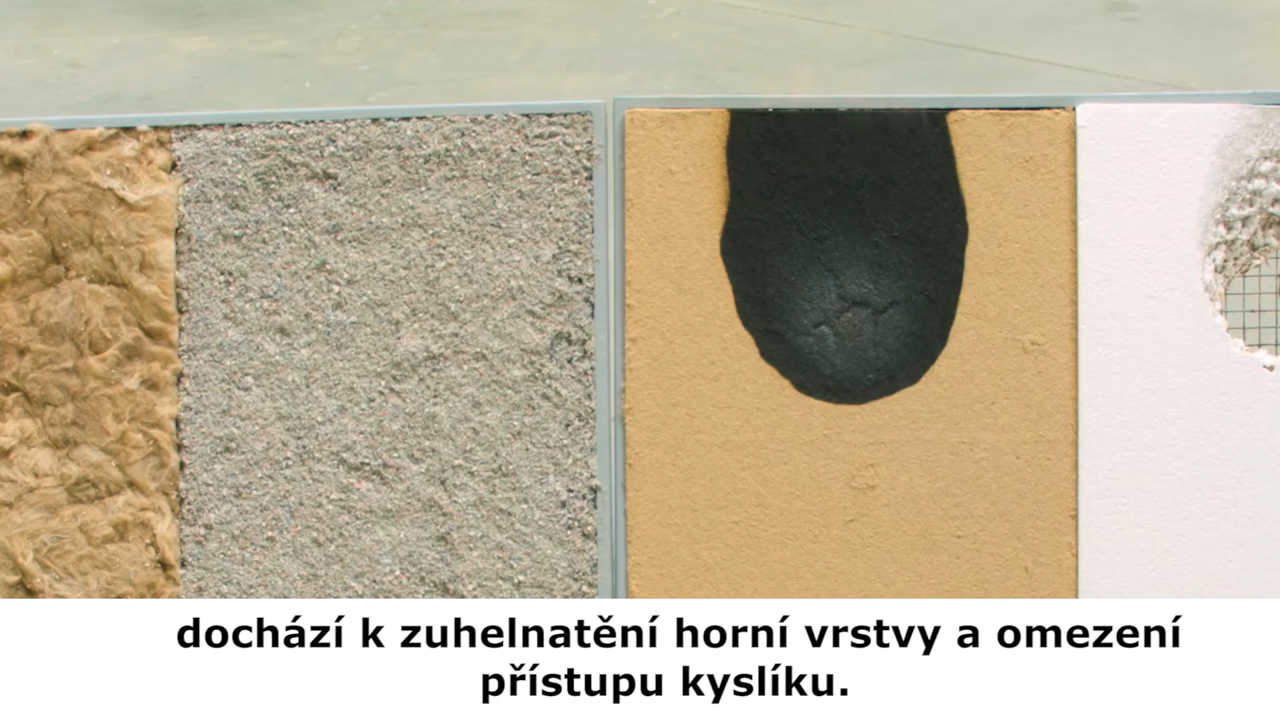 dochází k zuhelnatění horní vrstvy a omezení
přístupu kyslíku.